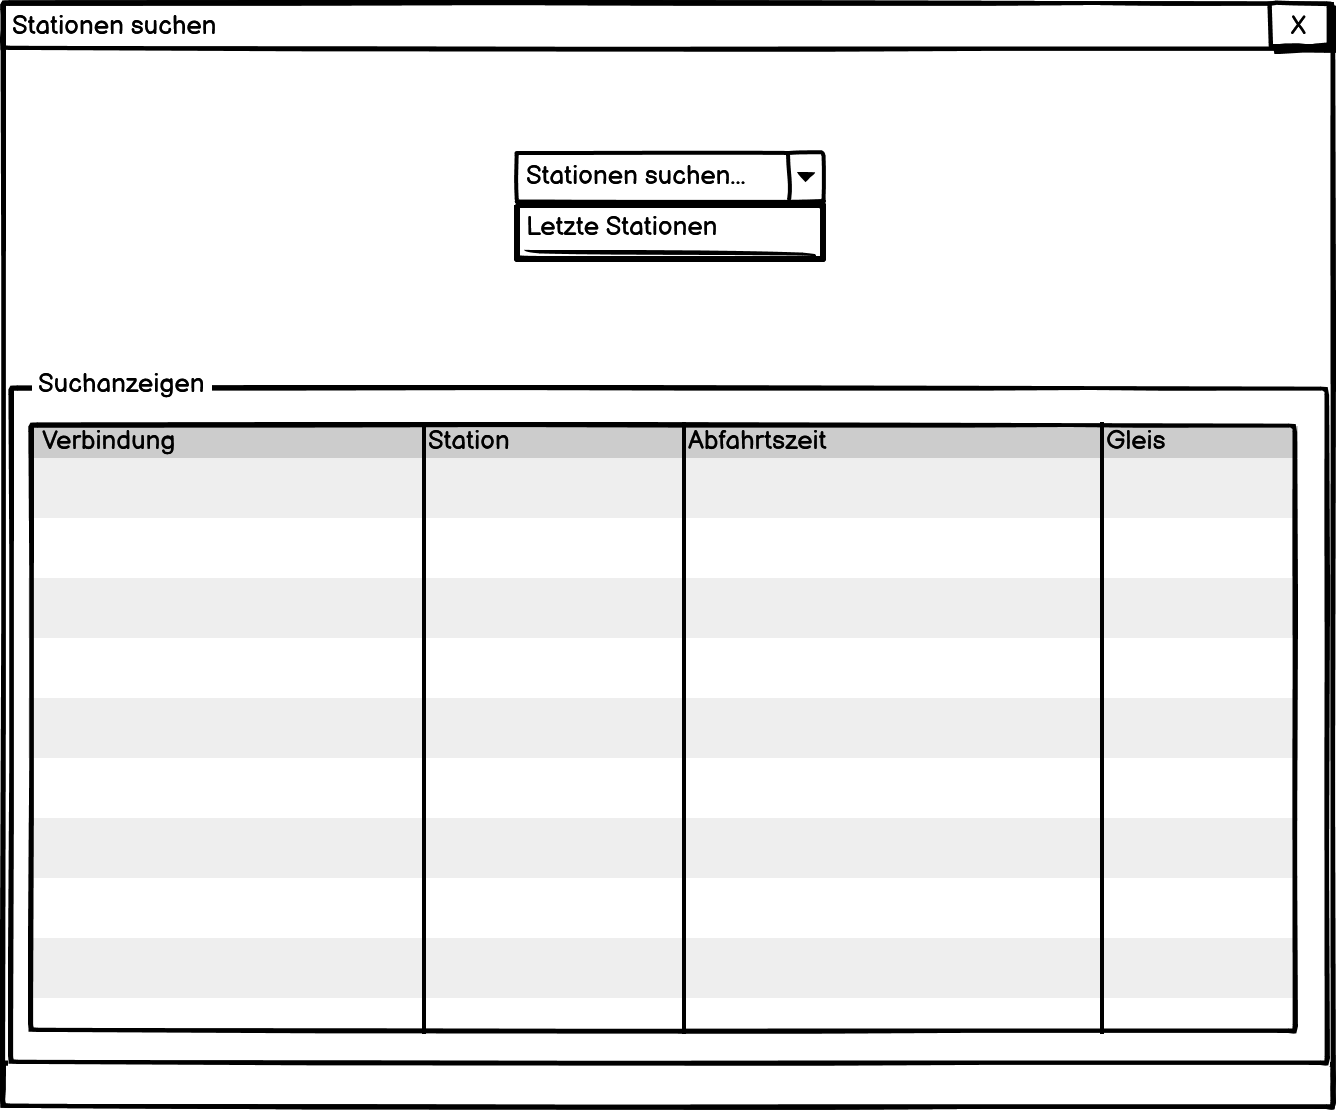 Stationen suchen
X
Stationen suchen...
Letzte Stationen
Suchanzeigen
Verbindung Station Abfahrtszeit Gleis